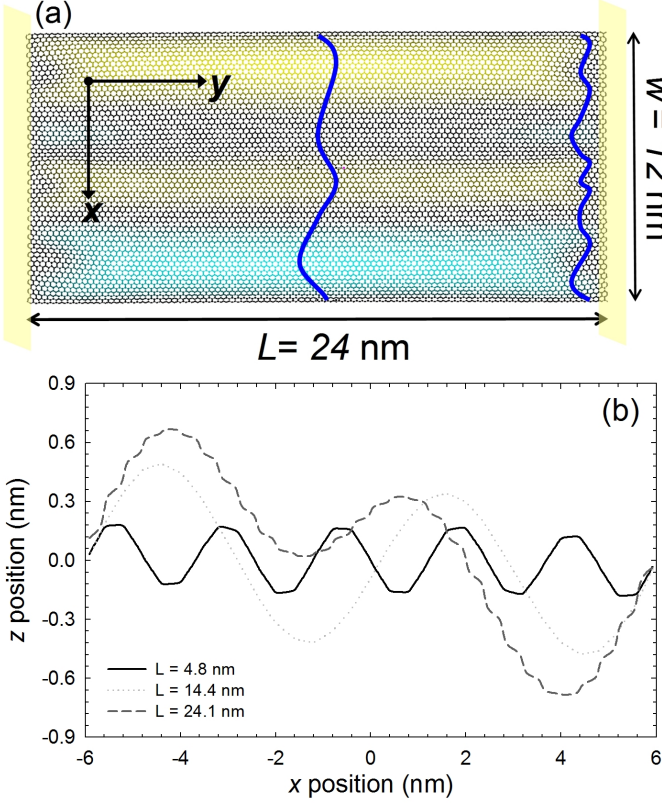 (a)
y
x
w= 12 nm
L= 24 nm
(b)
0.9
0.6
0.3
0.0
-0.3
-0.6
-0.9
z position (nm)
L = 4.8 nm
L = 14.4 nm
L = 24.1 nm
-6 -4 -2 0 2 4 6
x position (nm)